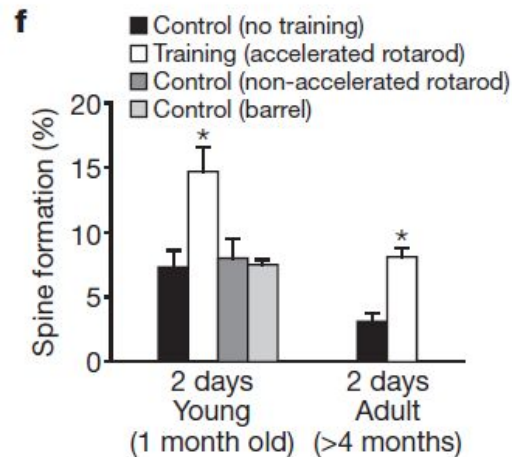 f
Control (no training)
Training (accelerated rotarod)
Control (non-accelerated rotarod)
Control (barrel)
Spine formation (%)
20
15
10
5
0
*
*
2 days 2 days
Young Adult
(1 month old) (>4 months)